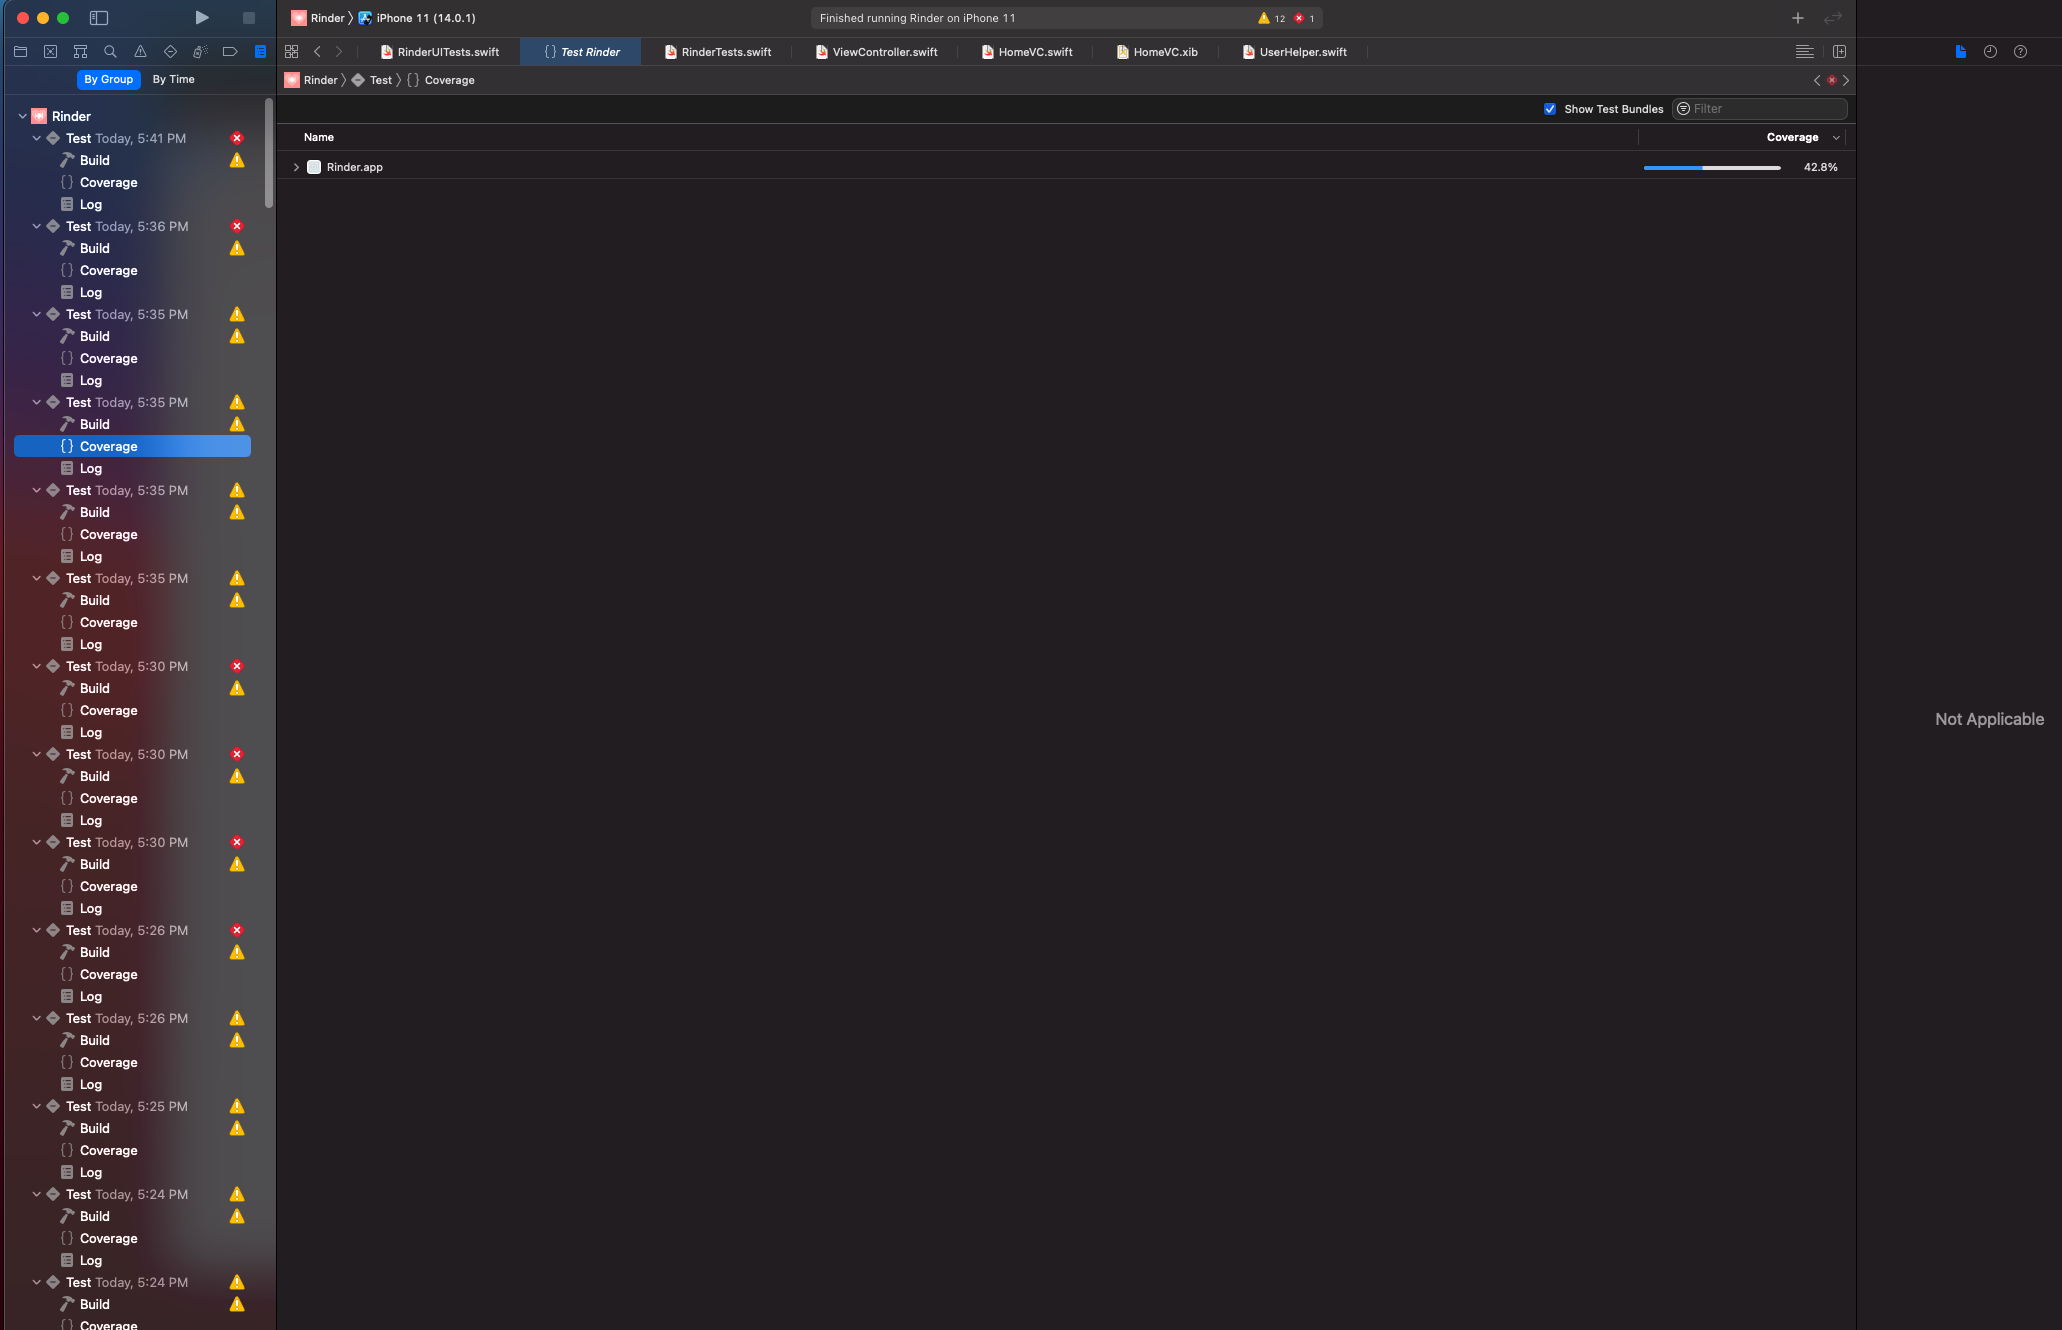 Rinder iPhone 11 (14.0.1)
Finished running Rinder on iPhone 11 12 1
RinderUITests.swift {} Test Rinder RinderTests.swift ViewController.swift HomeVC.swift HomeVC.xib UserHelper.swift
By Group By Time
Rinder Test {} Coverage
Show Test Bundles Filter
Name Coverage
Rinder.app 42.8%
Rinder
Test Today, 5:41 PM
Build
{} Coverage
Log
Test Today, 5:36 PM
Build
{} Coverage
Log
Test Today, 5:35 PM
Build
{} Coverage
Log
Test Today, 5:35 PM
Build
{} Coverage
Log
Test Today, 5:35 PM
Build
{} Coverage
Log
Test Today, 5:35 PM
Build
{} Coverage
Log
Test Today, 5:30 PM
Build
{} Coverage
Log
Test Today, 5:30 PM
Build
{} Coverage
Log
Test Today, 5:30 PM
Build
{} Coverage
Log
Test Today, 5:26 PM
Build
{} Coverage
Log
Test Today, 5:26 PM
Build
{} Coverage
Log
Test Today, 5:25 PM
Build
{} Coverage
Log
Test Today, 5:24 PM
Build
{} Coverage
Log
Test Today, 5:24 PM
Build
{} Coverage
Not Applicable